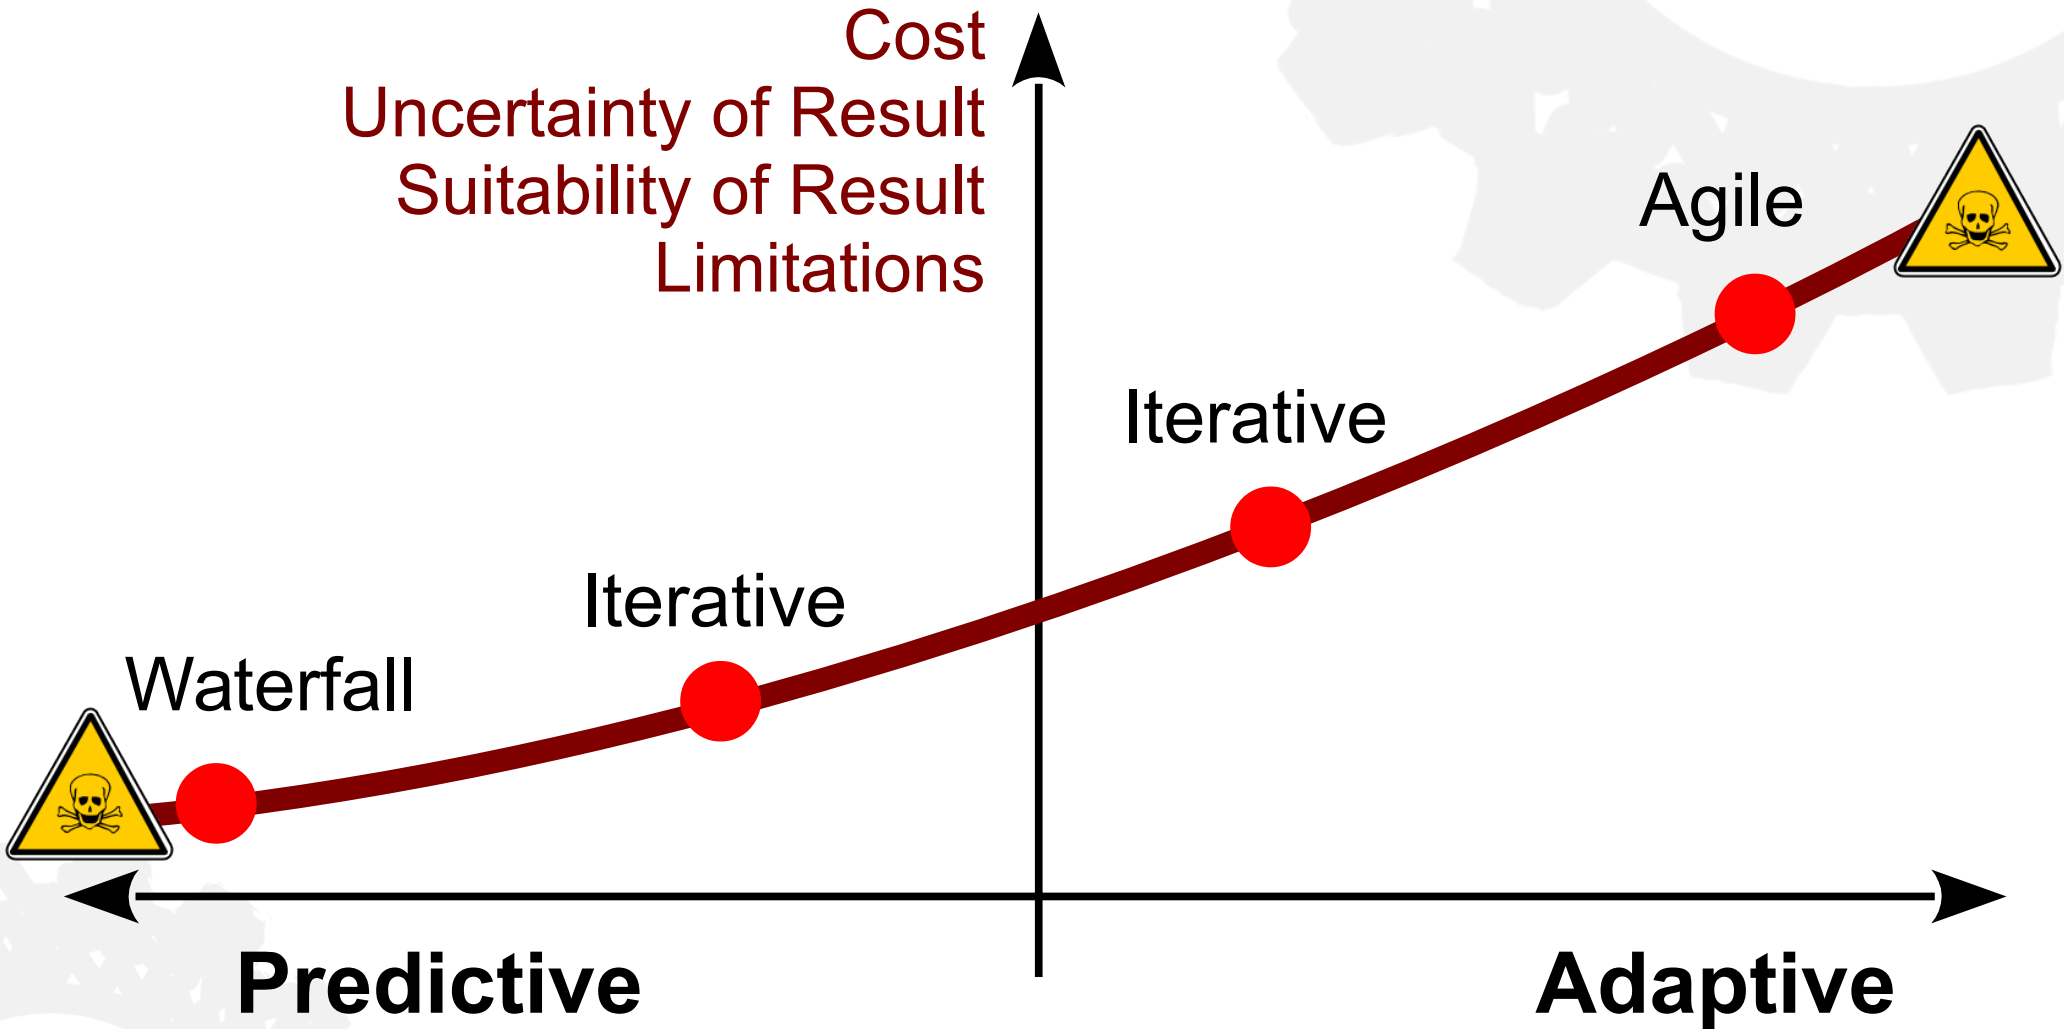 Cost
Uncertainty of Result
Suitability of Result
Limitations
Agile
Iterative
Iterative
Waterfall
Predictive
Adaptive